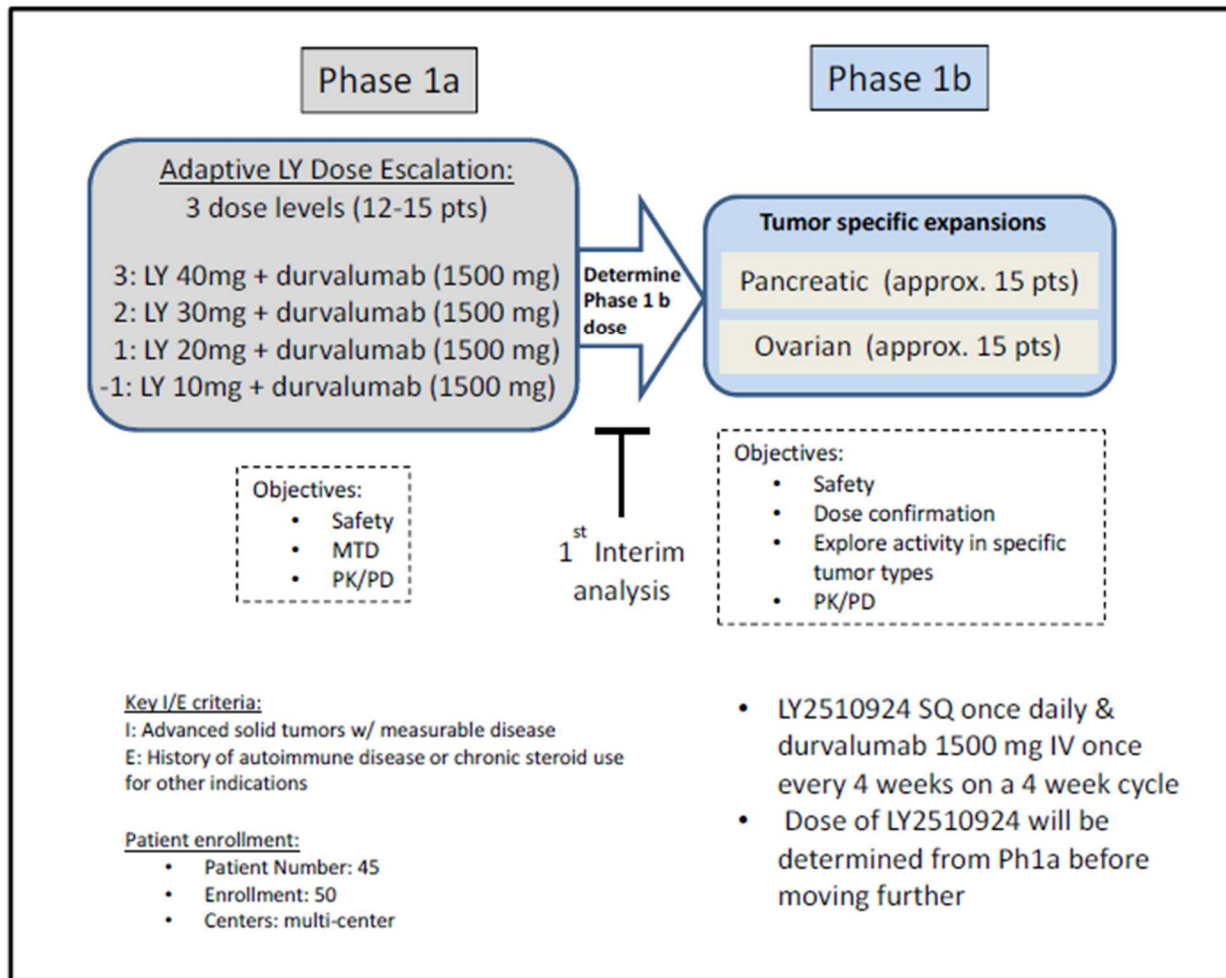 Phase 1a
Adaptive LY Dose Escalation:
3 dose levels (12-15 pts)
3: LY 40mg + durvalumab (1500 mg)
2: LY 30mg + durvalumab (1500 mg)
1: LY 20mg + durvalumab (1500 mg)
-1: LY 10mg + durvalumab (1500 mg)
Determine
Phase 1 b
dose
Phase 1b
Tumor specific expansions
Pancreatic (approx. 15 pts)
Ovarian (approx. 15 pts)
Objectives:
• Safety
• MTD
• PK/PD
1st Interim
analysis
Objectives:
• Safety
• Dose confirmation
• Explore activity in specific
tumor types
• PK/PD
Key I/E criteria:
I: Advanced solid tumors w/ measurable disease
E: History of autoimmune disease or chronic steroid use
for other indications
Patient enrollment:
• Patient Number: 45
• Enrollment: 50
• Centers: multi-center
• LY2510924 SQ once daily &
durvalumab 1500 mg IV once
every 4 weeks on a 4 week cycle
• Dose of LY2510924 will be
determined from Ph1a before
moving further